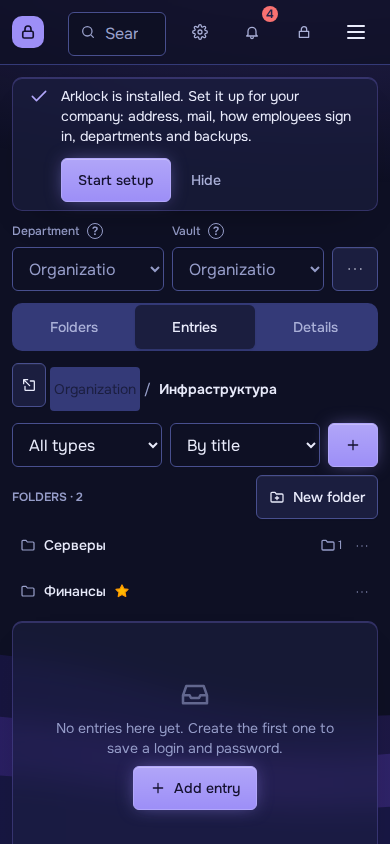 Sear
4
Arklock is installed. Set it up for your
company: address, mail, how employees sign
in, departments and backups.
Start setup
Hide
Department ?
Vault ?
Organizatio
Organizatio
...
Folders
Entries
Details
Organization / Инфраструктура
All types
By title
+
FOLDERS · 2
New folder
Серверы
1
...
Финансы
...
No entries here yet. Create the first one to
save a login and password.
+ Add entry